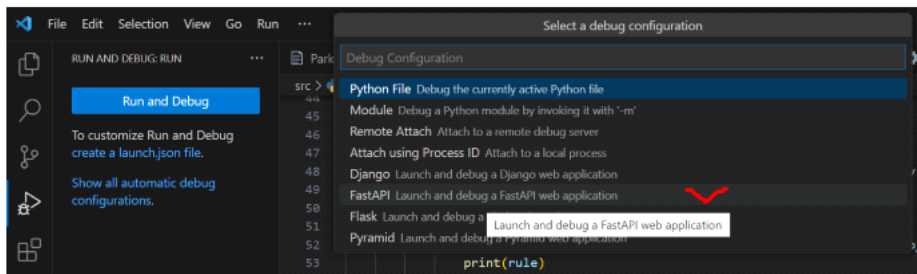 File Edit Selection View Go Run ...
Select a debug configuration
RUN AND DEBUG: RUN ...
Park
Debug Configuration
src >
Run and Debug
To customize Run and Debug
create a launch.json file.
Show all automatic debug
configurations.
44
45
46
47
48
49
50
51
52
53
Python File Debug the currently active Python file
Module Debug a Python module by invoking it with '-m'
Remote Attach Attach to a remote debug server
Attach using Process ID Attach to a local process
Django Launch and debug a Django web application
FastAPI Launch and debug a FastAPI web application
Flask Launch and debug a
Launch and debug a FastAPI web application
Pyramid Launch and debug a Pyramid web application
print(rule)